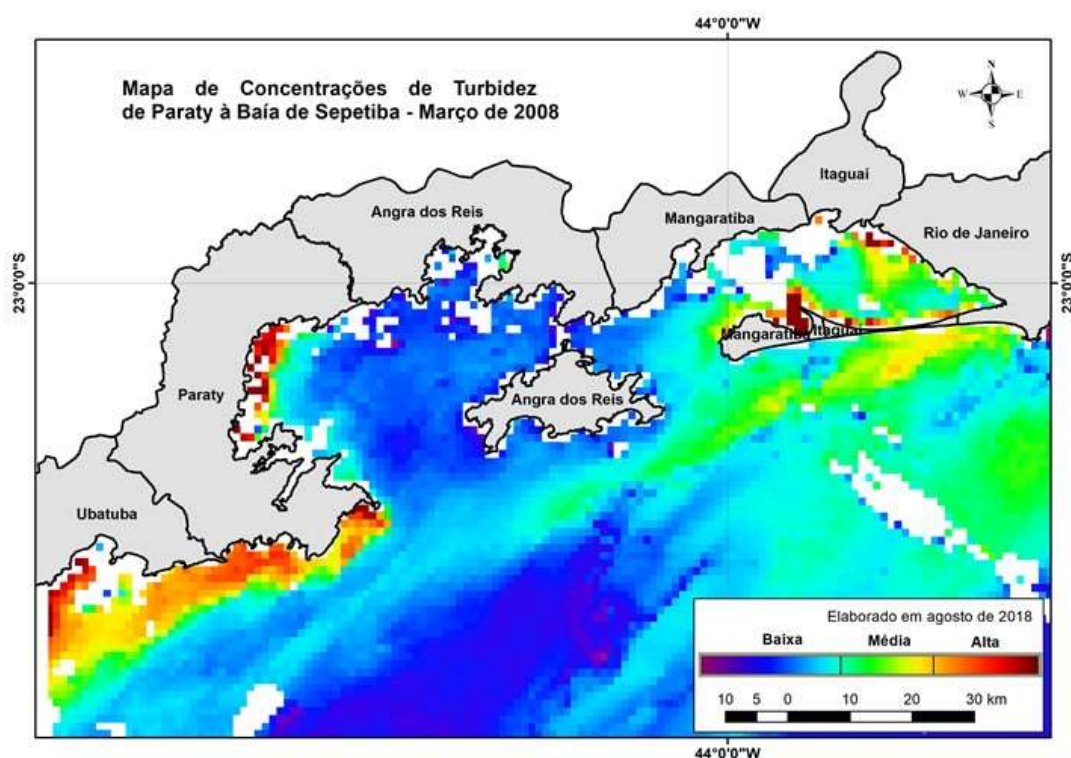 44°0'0"W
Mapa de Concentrações de Turbidez
de Paraty à Baía de Sepetiba - Março de 2008
N
W E
S
Itaguaí
Angra dos Reis
Mangaratiba
Rio de Janeiro
23°0'0"S
23°0'0"S
Mangaratiba
Itaguaí
Paraty
Angra dos Reis
Ubatuba
Elaborado em agosto de 2018
Baixa Média Alta
10 5 0 10 20 30 km
44°0'0"W